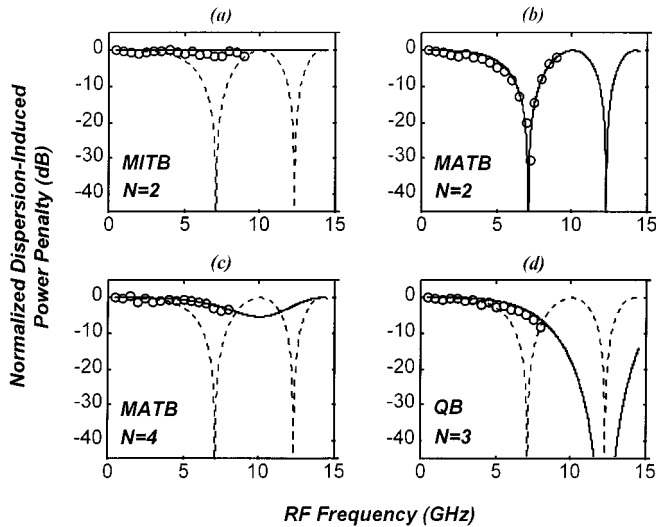 (a)
(b)
0
-10
-20
-30
-40
MITB
N=2
0
5
10
15
0
-10
-20
-30
-40
MATB
N=2
0
5
10
15
(c)
(d)
0
-10
-20
-30
-40
MATB
N=4
0
5
10
15
0
-10
-20
-30
-40
QB
N=3
0
5
10
15
Normalized Dispersion-Induced
Power Penalty (dB)
RF Frequency (GHz)